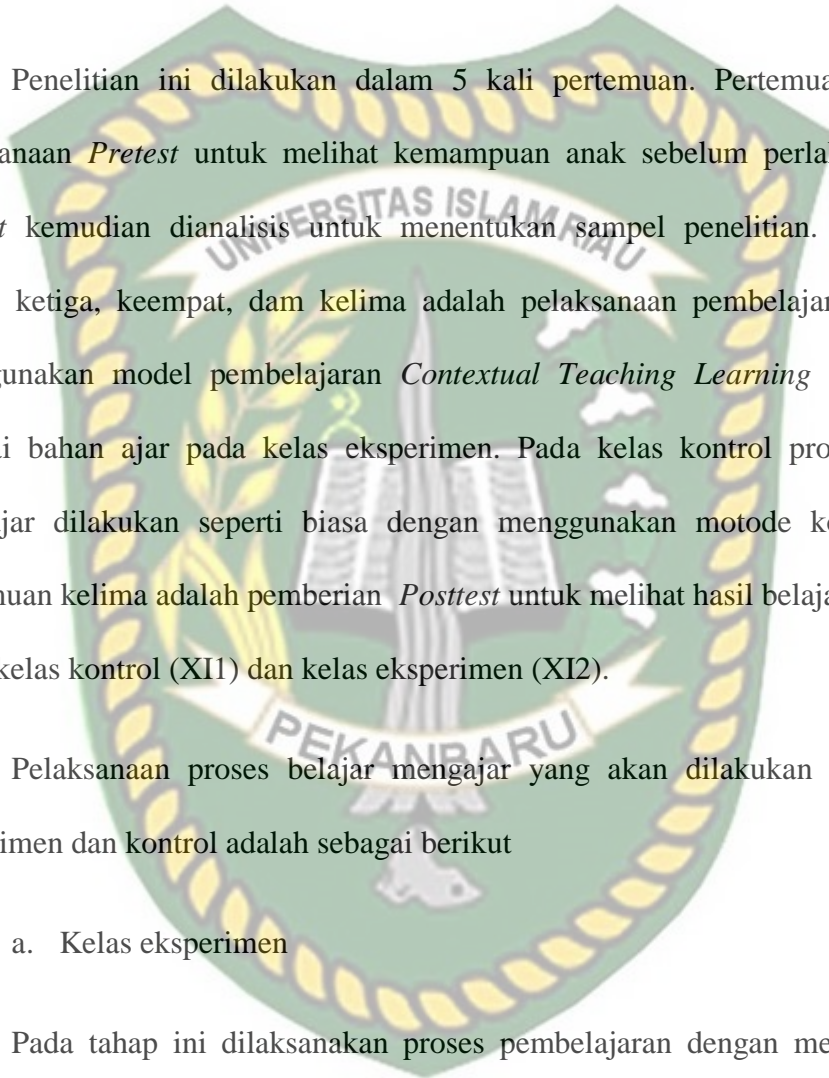 Penelitian ini dilakukan dalam 5 kali pertemuan. Pertemua
anaan Pretest untuk melihat kemampuan anak sebelum perla
t kemudian dianalisis untuk menentukan sampel penelitian.
ketiga, keempat, dam kelima adalah pelaksanaan pembelajar
gunakan model pembelajaran Contextual Teaching Learning
ai bahan ajar pada kelas eksperimen. Pada kelas kontrol pro
jar dilakukan seperti biasa dengan menggunakan motode k
nuan kelima adalah pemberian Posttest untuk melihat hasil belaja
kelas kontrol (XI1) dan kelas eksperimen (XI2).
Pelaksanaan proses belajar mengajar yang akan dilakukan
imen dan kontrol adalah sebagai berikut
a. Kelas eksperimen
Pada tahap ini dilaksanakan proses pembelajaran dengan me
UNIVERSITAS ISLAM RIAU
PEKANBARU